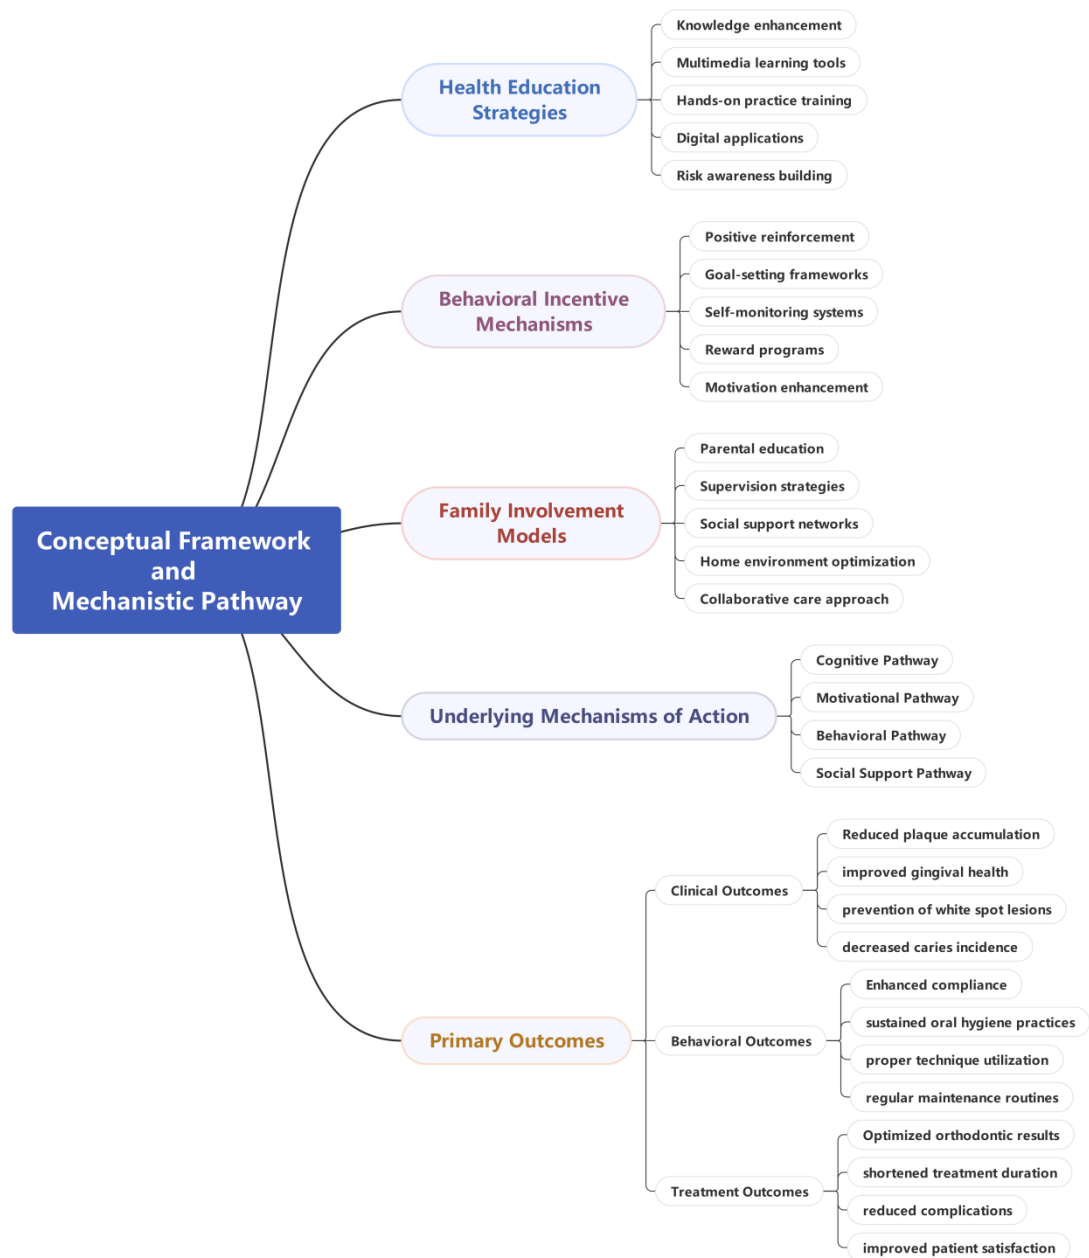 Conceptual Framework
and
Mechanistic Pathway
Health Education
Strategies
Knowledge enhancement
Multimedia learning tools
Hands-on practice training
Digital applications
Risk awareness building
Behavioral Incentive
Mechanisms
Positive reinforcement
Goal-setting frameworks
Self-monitoring systems
Reward programs
Motivation enhancement
Family Involvement
Models
Parental education
Supervision strategies
Social support networks
Home environment optimization
Collaborative care approach
Underlying Mechanisms of Action
Cognitive Pathway
Motivational Pathway
Behavioral Pathway
Social Support Pathway
Primary Outcomes
Clinical Outcomes
Reduced plaque accumulation
improved gingival health
prevention of white spot lesions
decreased caries incidence
Behavioral Outcomes
Enhanced compliance
sustained oral hygiene practices
proper technique utilization
regular maintenance routines
Treatment Outcomes
Optimized orthodontic results
shortened treatment duration
reduced complications
improved patient satisfaction